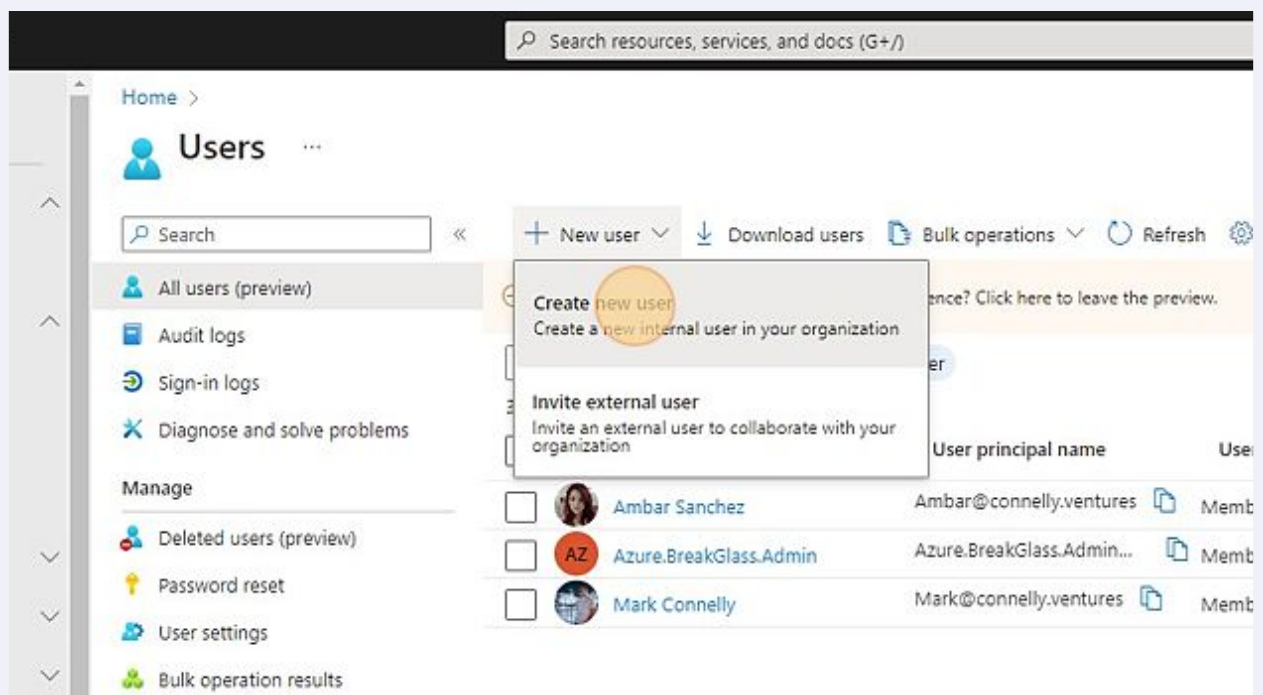 Search resources, services, and docs (G+/)
Home >
Users ...
Search
«
+ New user
Download users
Bulk operations
Refresh
All users (preview)
Audit logs
Sign-in logs
Diagnose and solve problems
Manage
Deleted users (preview)
Password reset
User settings
Bulk operation results
Create new user
Create a new internal user in your organization
Invite external user
Invite an external user to collaborate with your
organization
ence? Click here to leave the preview.
er
User principal name
Use
Ambar Sanchez
Ambar@connelly.ventures
Memb
AZ
Azure.BreakGlass.Admin
Azure.BreakGlass.Admin...
Memb
Mark Connelly
Mark@connelly.ventures
Memb